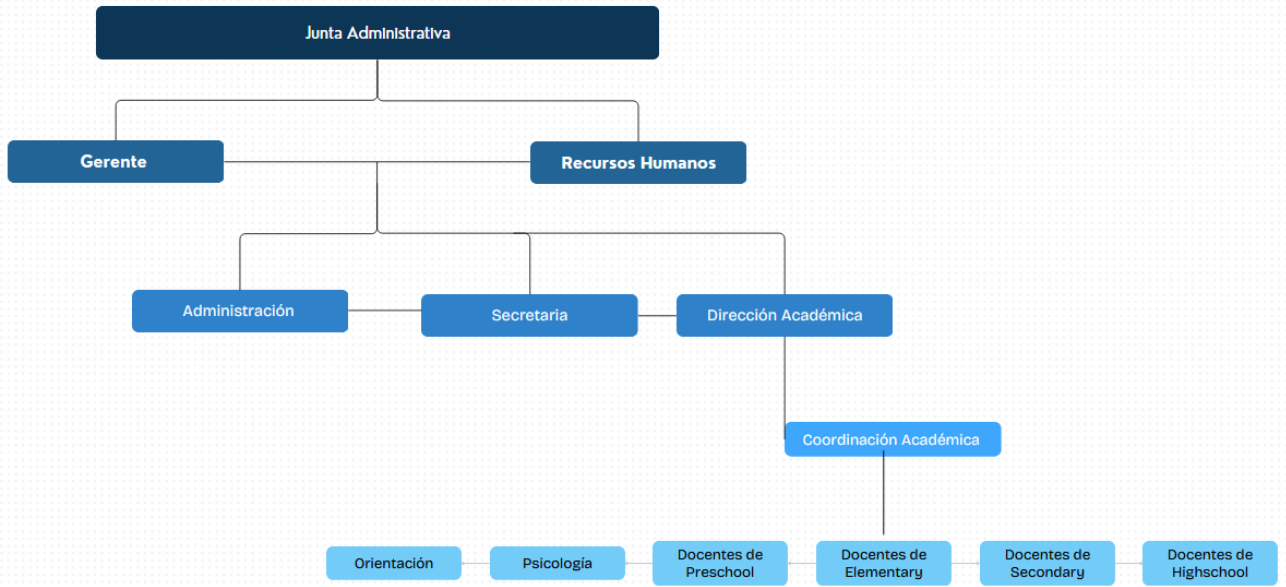 Junta Administrativa
Gerente
Recursos Humanos
Administración
Secretaria
Dirección Académica
Coordinación Académica
Orientación
Psicología
Docentes de
Preschool
Docentes de
Elementary
Docentes de
Secondary
Docentes de
Highschool